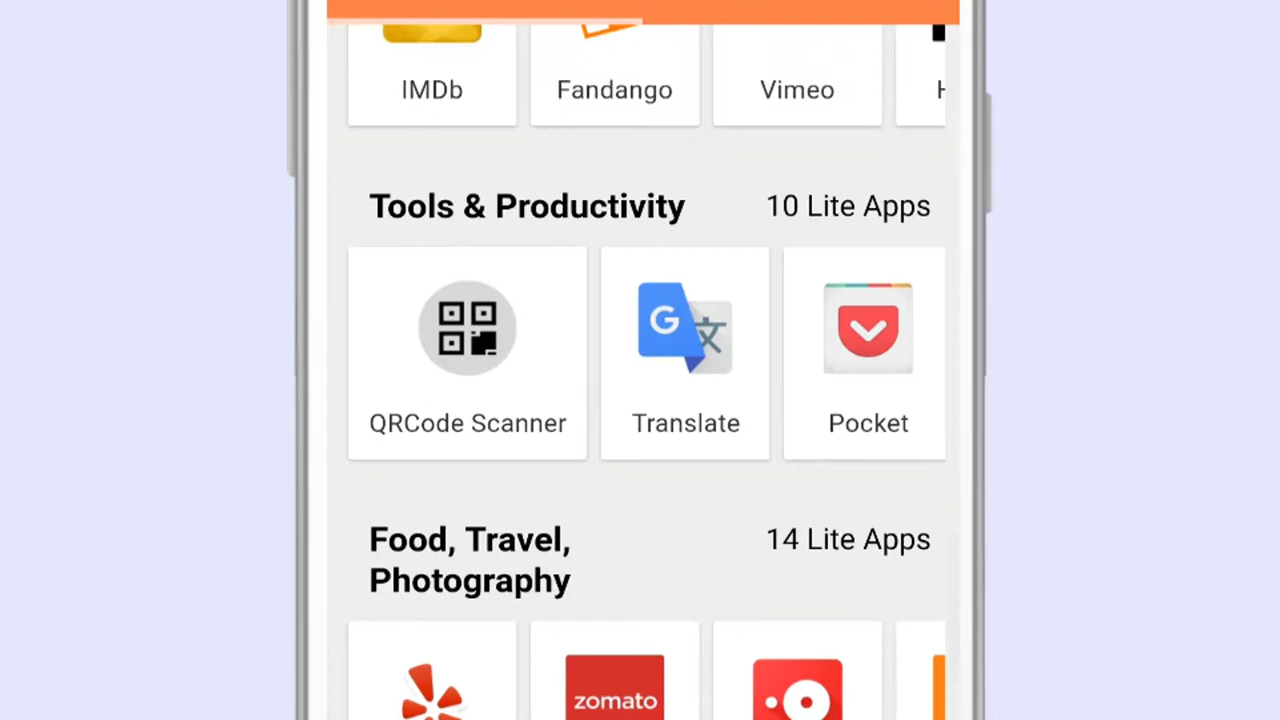 IMDb
Fandango
Vimeo
Tools & Productivity
10 Lite Apps
G
文
QRCode Scanner
Translate
Pocket
Food, Travel,
Photography
14 Lite Apps
zomato